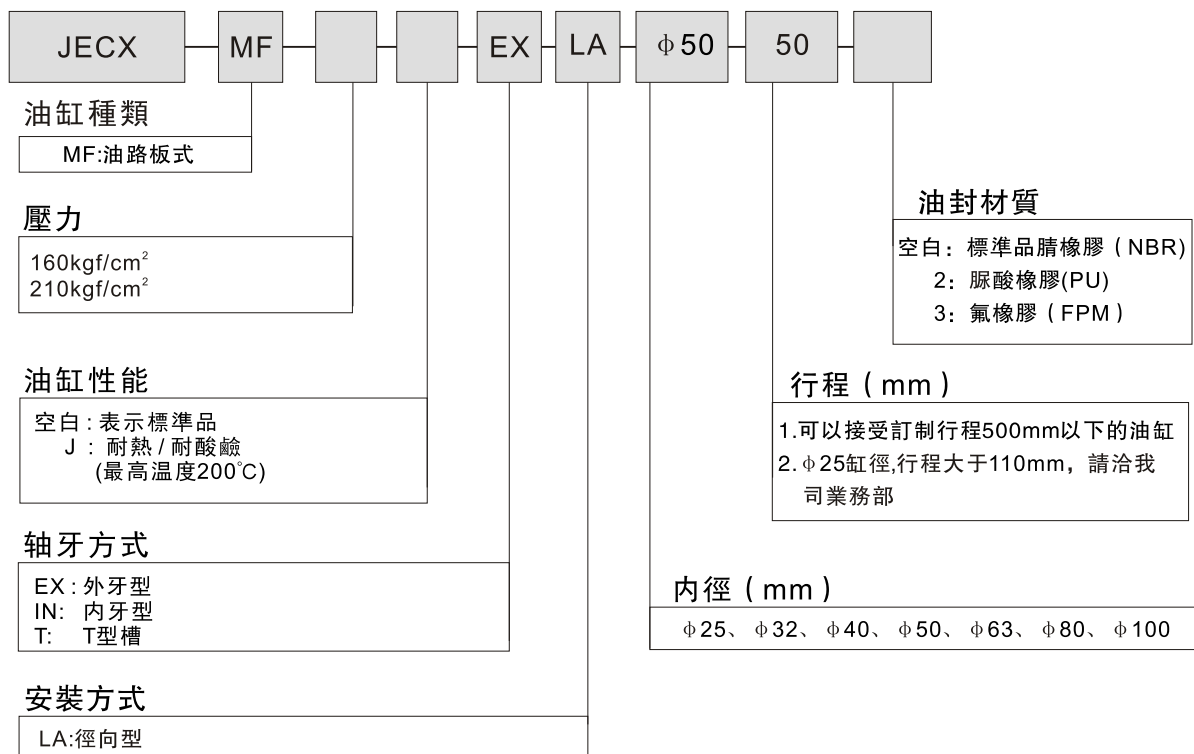 JECX MF EX LA φ50 50
油缸種類
MF:油路板式
壓力
160kgf/cm²
210kgf/cm²
油缸性能
空白：表示標準品
J ：耐熱/耐酸鹼
(最高温度200℃)
轴牙方式
EX：外牙型
IN: 内牙型
T: T型槽
安裝方式
LA:徑向型
油封材質
空白：標準品腈橡膠（NBR)
2：脲酸橡膠(PU)
3：氟橡膠（FPM）
行程（mm）
1.可以接受訂制行程500mm以下的油缸
2.φ25缸徑,行程大于110mm，請洽我
司業務部
内徑（mm）
φ25、φ32、φ40、φ50、φ63、φ80、φ100